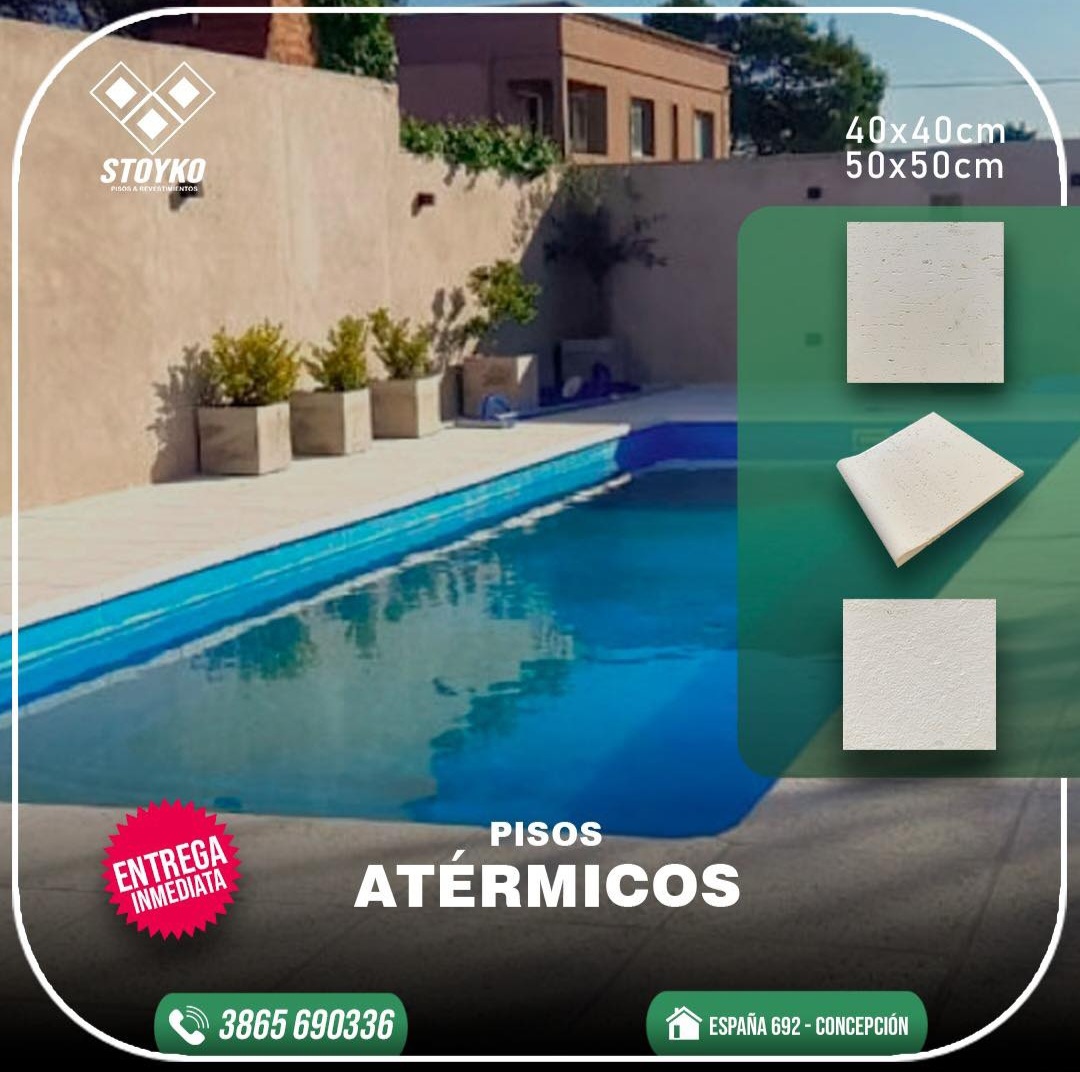 STOYKO
PISOS & REVESTIMIENTOS
40x40cm
50x50cm
ENTREGA
INMEDIATA
PISOS
ATÉRMICOS
3865 690336
ESPAÑA 692 - CONCEPCIÓN